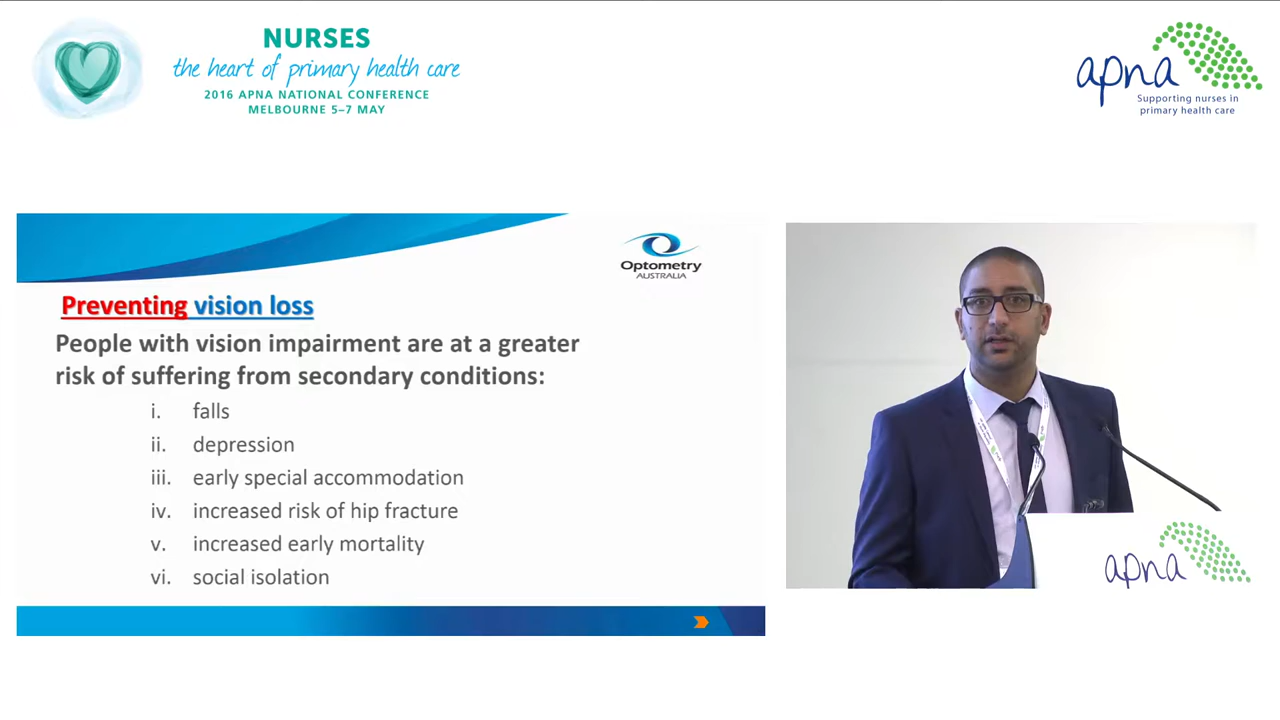 NURSES
the heart of primary health care
2016 APNA NATIONAL CONFERENCE
MELBOURNE 5–7 MAY
apna
Supporting nurses in
primary health care
Optometry
AUSTRALIA
Preventing vision loss
People with vision impairment are at a greater
risk of suffering from secondary conditions:
i. falls
ii. depression
iii. early special accommodation
iv. increased risk of hip fracture
v. increased early mortality
vi. social isolation
apna